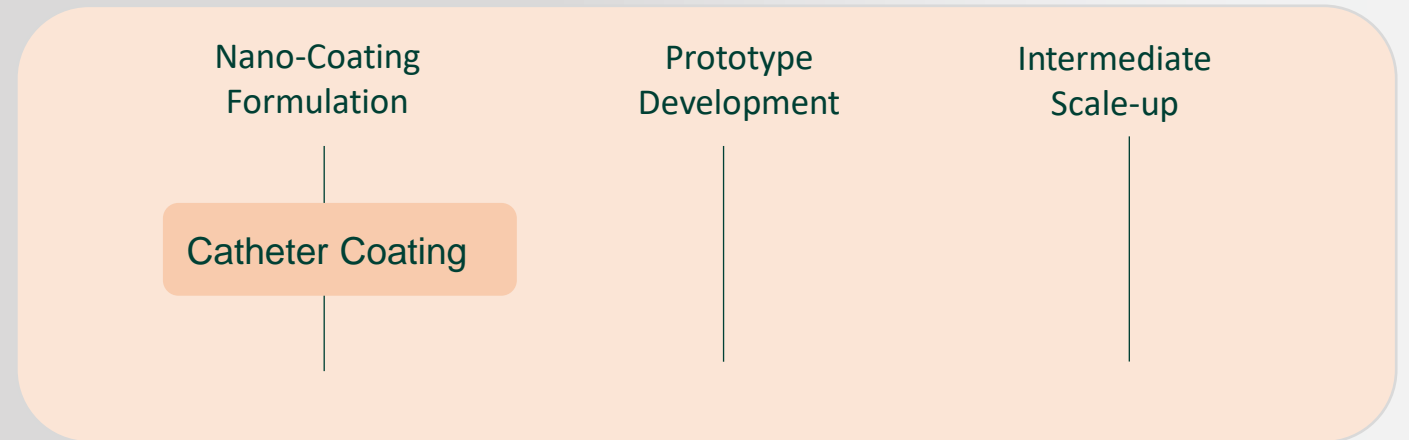 Nano-Coating
Formulation
Prototype
Development
Intermediate
Scale-up
Catheter Coating